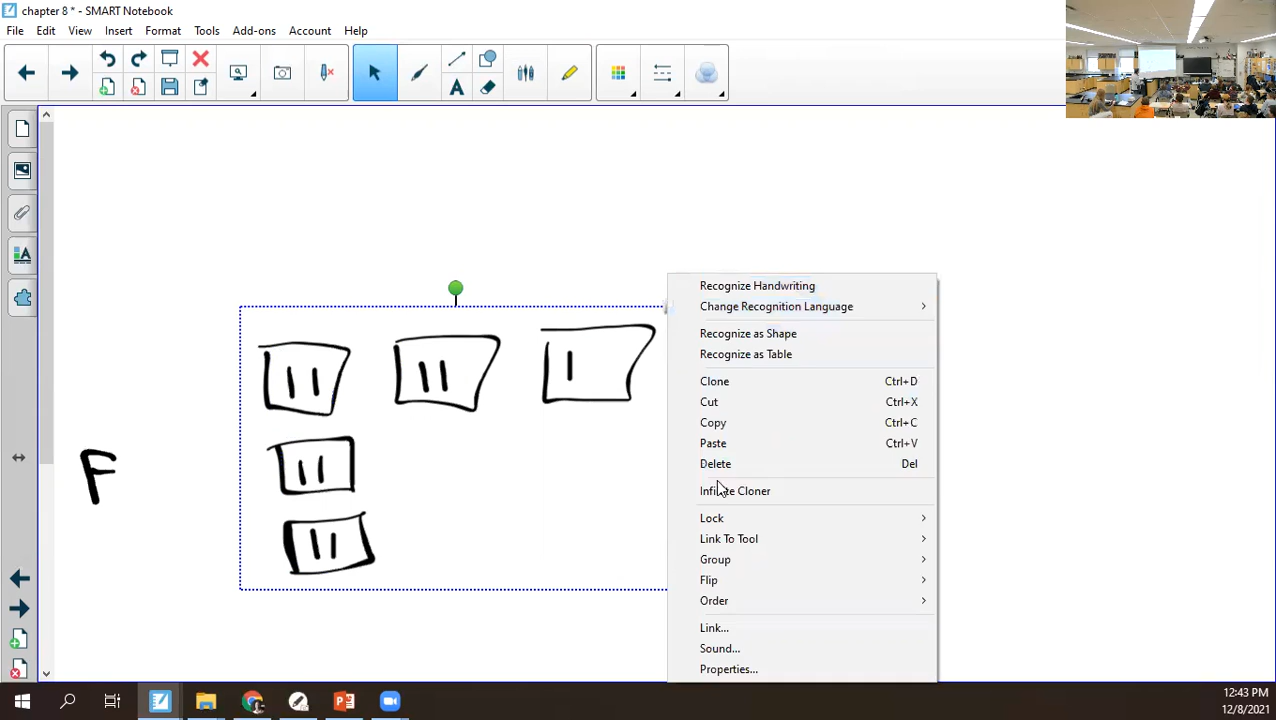 chapter 8 * - SMART Notebook
File Edit View Insert Format Tools Add-ons Account Help
F
Recognize Handwriting
Change Recognition Language
Recognize as Shape
Recognize as Table
Clone Ctrl+D
Cut Ctrl+X
Copy Ctrl+C
Paste Ctrl+V
Delete Del
Infinite Cloner
Lock
Link To Tool
Group
Flip
Order
Link...
Sound...
Properties...
12:43 PM
12/8/2021